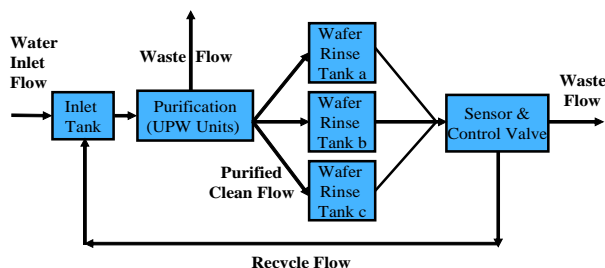 Water
Inlet
Flow
Waste Flow
Inlet
Tank
Purification
(UPW Units)
Purified
Clean Flow
Wafer
Rinse
Tank a
Wafer
Rinse
Tank b
Wafer
Rinse
Tank c
Sensor &
Control Valve
Waste
Flow
Recycle Flow